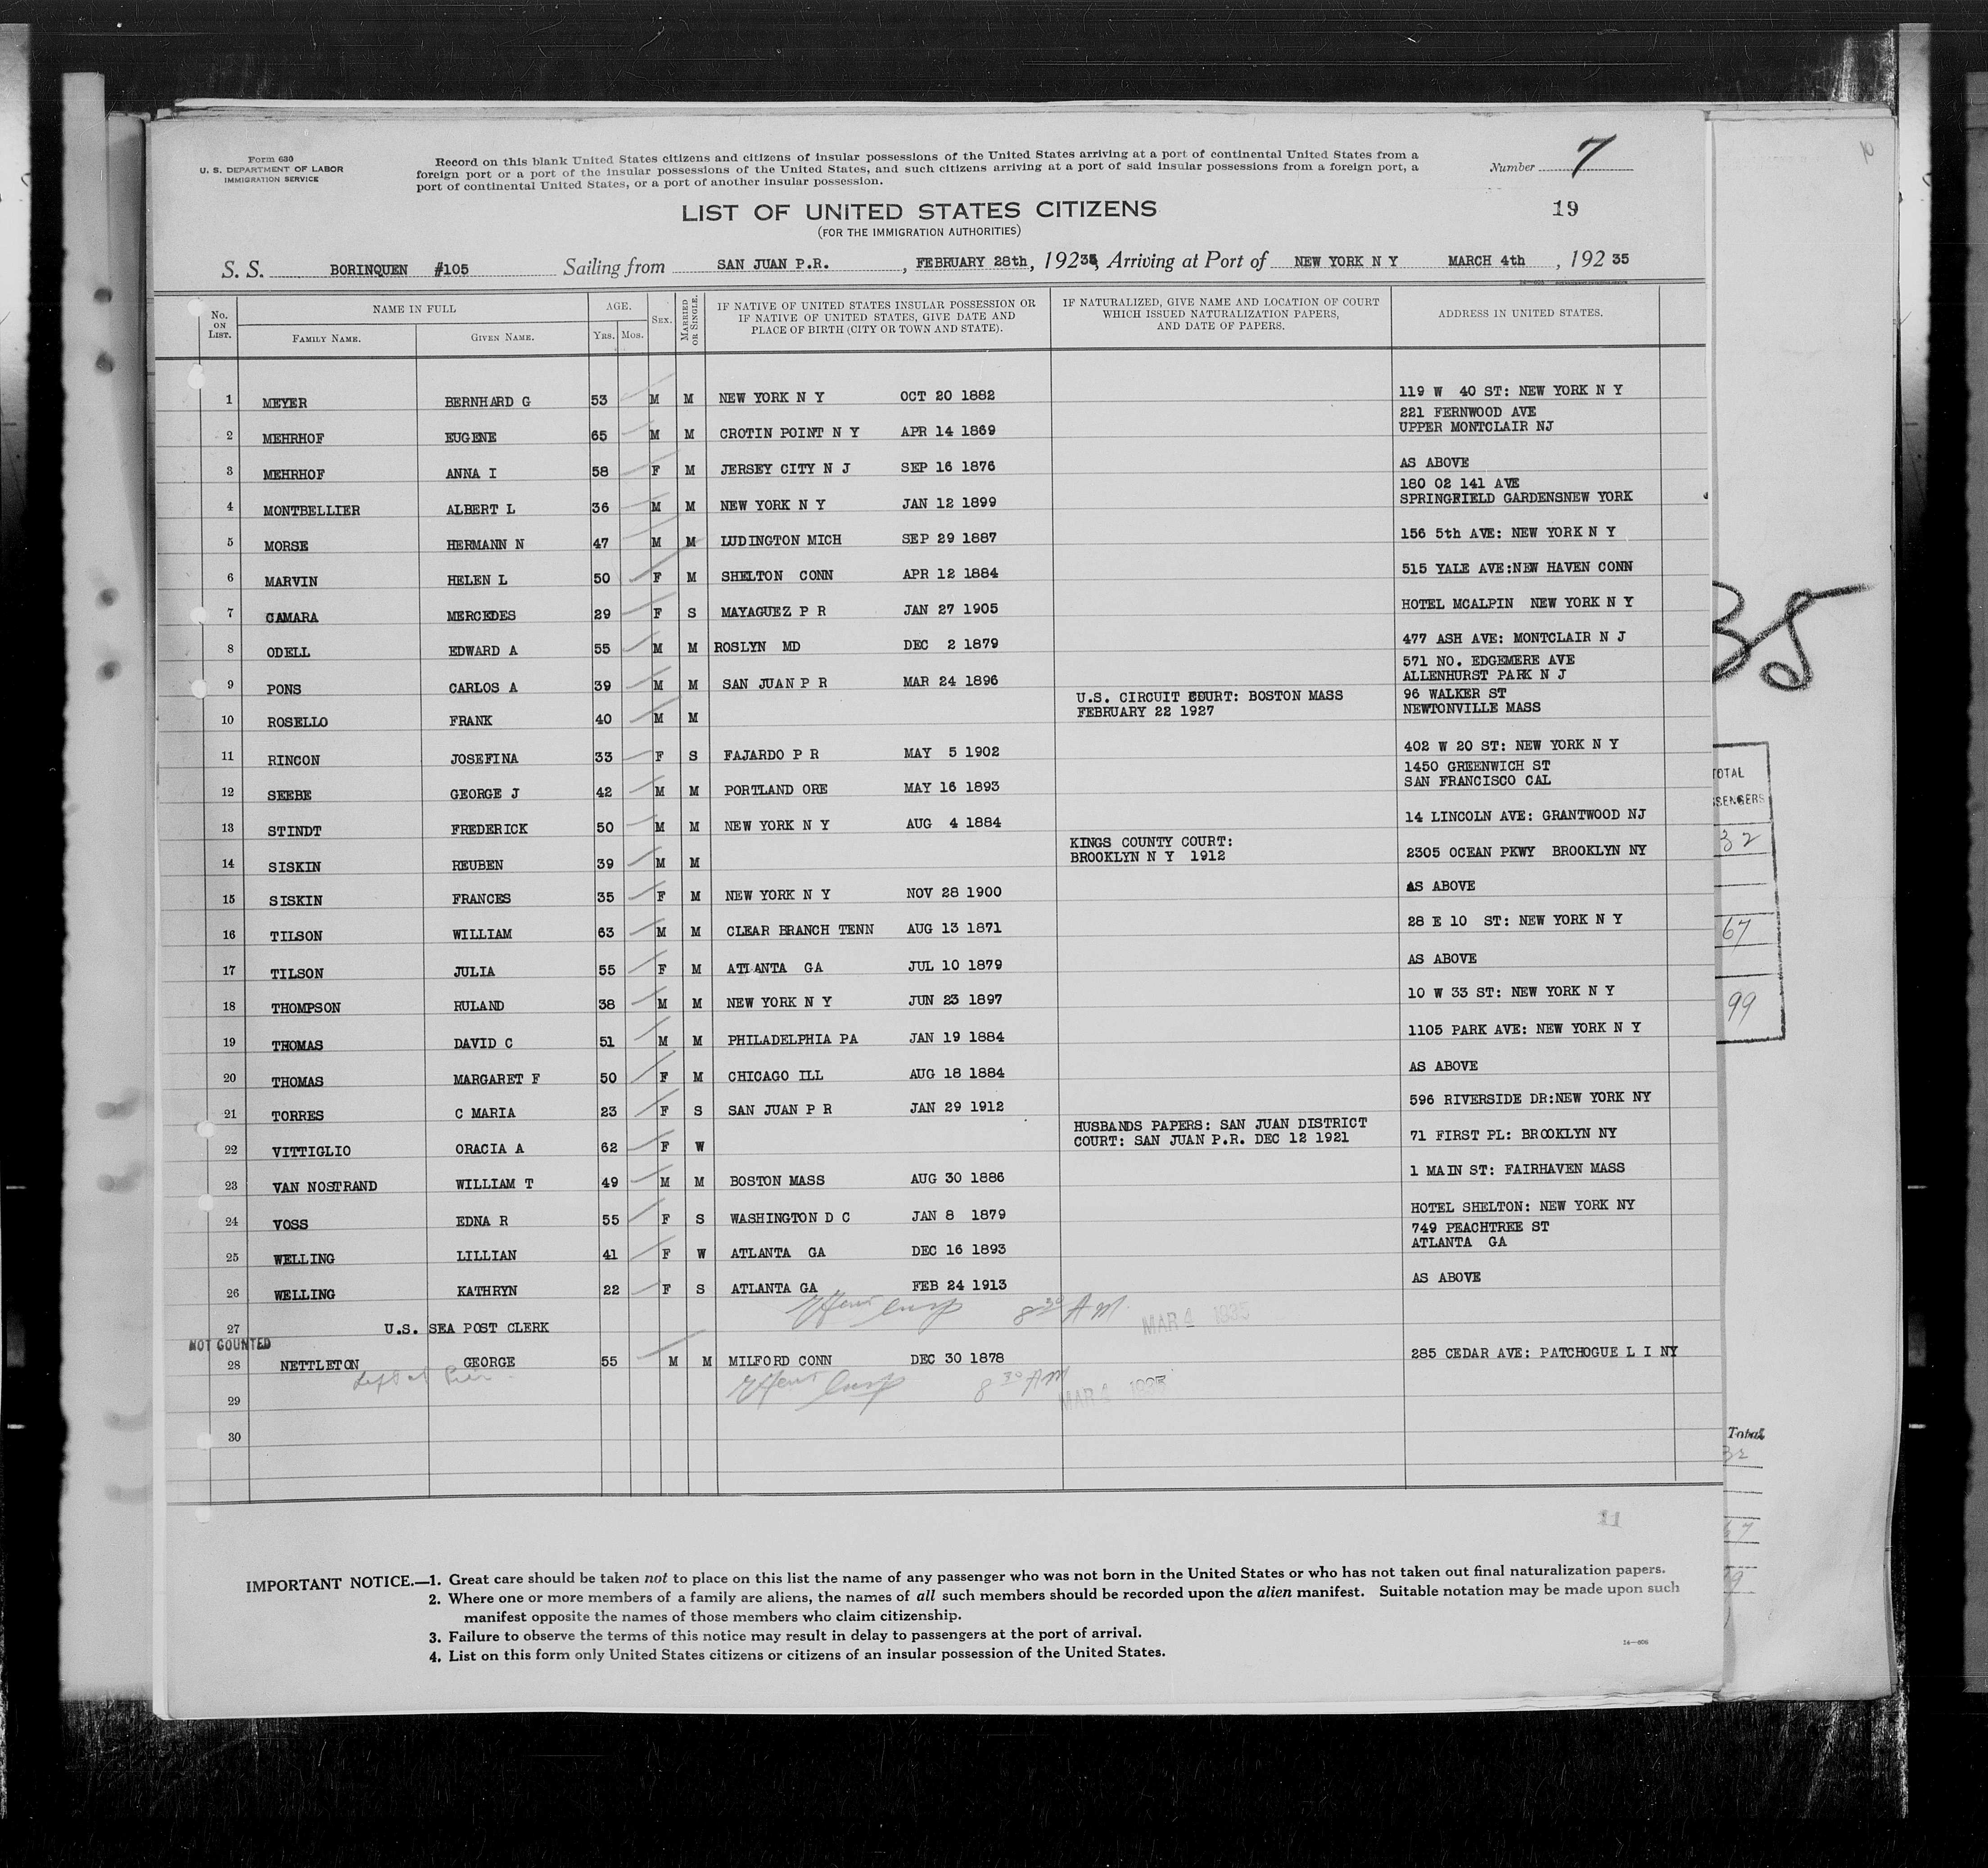 Form 630
U. S. DEPARTMENT OF LABOR
IMMIGRATION SERVICE
Record on this blank United States citizens and citizens of insular possessions of the United States arriving at a port of continental United States from a
foreign port or a port of the insular possessions of the United States, and such citizens arriving at a port of said insular possessions from a foreign port, a
port of continental United States, or a port of another insular possession.
Number 7
19
LIST OF UNITED STATES CITIZENS
(FOR THE IMMIGRATION AUTHORITIES)
S. S. BORINQUEN #105 Sailing from SAN JUAN P.R. , FEBRUARY 28th, 19235, Arriving at Port of NEW YORK N Y MARCH 4th , 192 35
No. on List. NAME IN FULL AGE. Sex. Married or Single. IF NATIVE OF UNITED STATES INSULAR POSSESSION OR IF NATIVE OF UNITED STATES, GIVE DATE AND PLACE OF BIRTH (CITY OR TOWN AND STATE). IF NATURALIZED, GIVE NAME AND LOCATION OF COURT WHICH ISSUED NATURALIZATION PAPERS, AND DATE OF PAPERS. ADDRESS IN UNITED STATES.
Family Name. Given Name. Yrs. Mos.
1 MEYER BERNHARD G 53 M M NEW YORK N Y OCT 20 1882 119 W 40 ST: NEW YORK N Y
2 MEHRHOF EUGENE 65 M M CROTIN POINT N Y APR 14 1869 221 FERNWOOD AVE UPPER MONTCLAIR NJ
3 MEHRHOF ANNA I 58 F M JERSEY CITY N J SEP 16 1876 AS ABOVE
4 MONTBELLIER ALBERT L 36 M M NEW YORK N Y JAN 12 1899 180 02 141 AVE SPRINGFIELD GARDENSNEW YORK
5 MORSE HERMANN N 47 M M LUDINGTON MICH SEP 29 1887 156 5th AVE: NEW YORK N Y
6 MARVIN HELEN L 50 F M SHELTON CONN APR 12 1884 515 YALE AVE:NEW HAVEN CONN
7 CAMARA MERCEDES 29 F S MAYAGUEZ P R JAN 27 1905 HOTEL MCALPIN NEW YORK N Y
8 ODELL EDWARD A 55 M M ROSLYN MD DEC 2 1879 477 ASH AVE: MONTCLAIR N J
9 PONS CARLOS A 39 M M SAN JUAN P R MAR 24 1896 571 NO. EDGEMERE AVE ALLENHURST PARK N J
10 ROSELLO FRANK 40 M M U.S. CIRCUIT COURT: BOSTON MASS FEBRUARY 22 1927 96 WALKER ST NEWTONVILLE MASS
11 RINCON JOSEFINA 33 F S FAJARDO P R MAY 5 1902 402 W 20 ST: NEW YORK N Y
12 SEEBE GEORGE J 42 M M PORTLAND ORE MAY 16 1893 1450 GREENWICH ST SAN FRANCISCO CAL
13 STINDT FREDERICK 50 M M NEW YORK N Y AUG 4 1884 14 LINCOLN AVE: GRANTWOOD NJ
14 SISKIN REUBEN 39 M M KINGS COUNTY COURT: BROOKLYN N Y 1912 2305 OCEAN PKWY BROOKLYN NY
15 SISKIN FRANCES 35 F M NEW YORK N Y NOV 28 1900 AS ABOVE
16 TILSON WILLIAM 63 M M CLEAR BRANCH TENN AUG 13 1871 28 E 10 ST: NEW YORK N Y
17 TILSON JULIA 55 F M ATLANTA GA JUL 10 1879 AS ABOVE
18 THOMPSON RULAND 38 M M NEW YORK N Y JUN 23 1897 10 W 33 ST: NEW YORK N Y
19 THOMAS DAVID C 51 M M PHILADELPHIA PA JAN 19 1884 1105 PARK AVE: NEW YORK N Y
20 THOMAS MARGARET F 50 F M CHICAGO ILL AUG 18 1884 AS ABOVE
21 TORRES C MARIA 23 F S SAN JUAN P R JAN 29 1912 596 RIVERSIDE DR:NEW YORK NY
22 VITTIGLIO ORACIA A 62 F W HUSBANDS PAPERS: SAN JUAN DISTRICT COURT: SAN JUAN P.R. DEC 12 1921 71 FIRST PL: BROOKLYN NY
23 VAN NOSTRAND WILLIAM T 49 M M BOSTON MASS AUG 30 1886 1 MAIN ST: FAIRHAVEN MASS
24 VOSS EDNA R 55 F S WASHINGTON D C JAN 8 1879 HOTEL SHELTON: NEW YORK NY
25 WELLING LILLIAN 41 F W ATLANTA GA DEC 16 1893 749 PEACHTREE ST ATLANTA GA
26 WELLING KATHRYN 22 F S ATLANTA GA FEB 24 1913 AS ABOVE
8 30 AM. MAR 4 1935
27 U.S. SEA POST CLERK
NOT COUNTED
28 NETTLETON GEORGE 55 M M MILFORD CONN DEC 30 1878 285 CEDAR AVE: PATCHOGUE L I NY
8 30 AM MAR 4 1935
29
30
11
IMPORTANT NOTICE.—1. Great care should be taken not to place on this list the name of any passenger who was not born in the United States or who has not taken out final naturalization papers.
2. Where one or more members of a family are aliens, the names of all such members should be recorded upon the alien manifest. Suitable notation may be made upon such
manifest opposite the names of those members who claim citizenship.
3. Failure to observe the terms of this notice may result in delay to passengers at the port of arrival.
4. List on this form only United States citizens or citizens of an insular possession of the United States.
14—606
35
TOTAL
32
67
99
Total
32
67